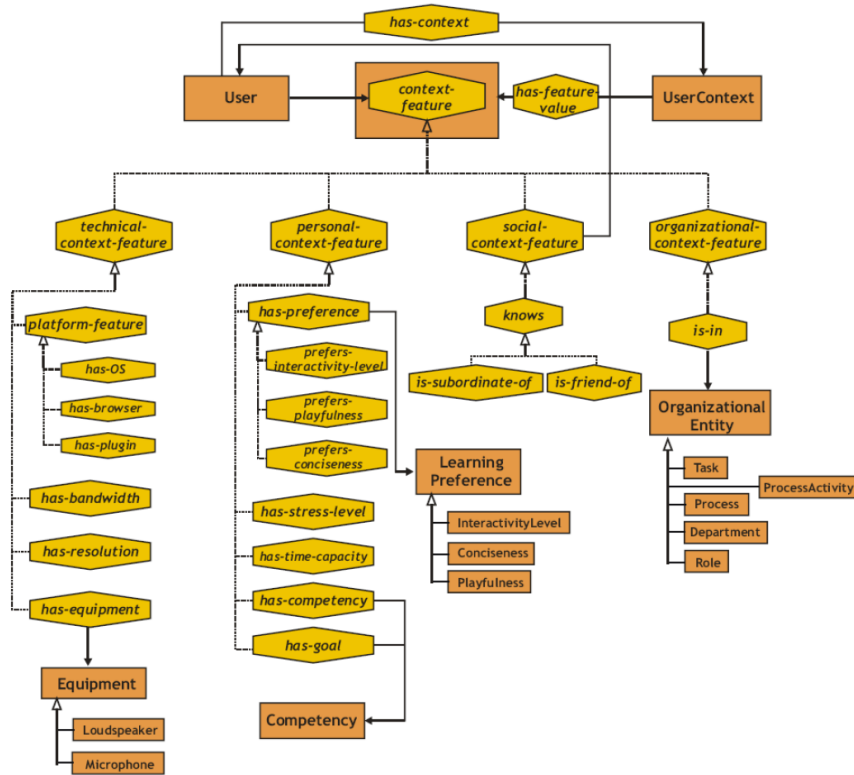 has-context
User
context-
feature
has-feature-
value
UserContext
technical-
context-feature
personal-
context-feature
social-
context-feature
organizational-
context-feature
platform-feature
has-OS
has-browser
has-plugin
has-bandwidth
has-resolution
has-equipment
Equipment
Loudspeaker
Microphone
has-preference
prefers-
interactivity-level
prefers-
playfulness
prefers-
conciseness
has-stress-level
has-time-capacity
has-competency
has-goal
Competency
knows
is-subordinate-of
is-friend-of
Learning
Preference
InteractivityLevel
Conciseness
Playfulness
is-in
Organizational
Entity
Task
ProcessActivity
Process
Department
Role